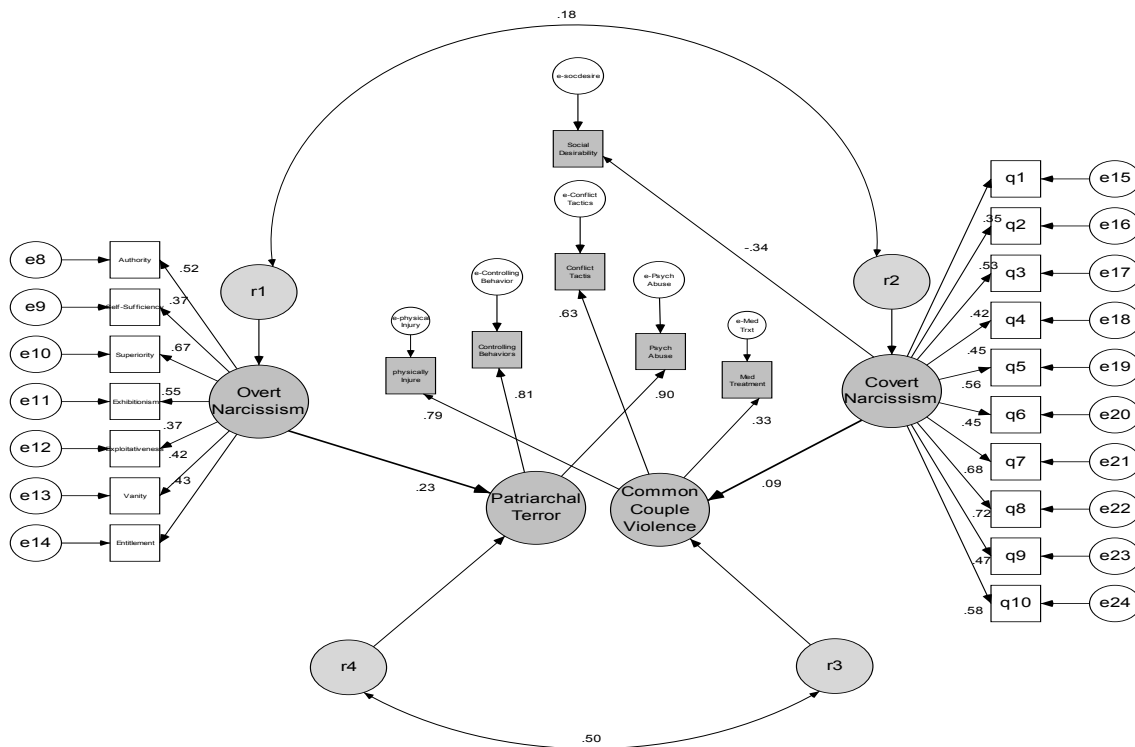 .18
e-socdesire
Social
Desirability
e-Conflict
Tactics
Conflict
Tactis
.63
-.34
e-Controlling
Behavior
Controlling
Behaviors
.81
e-physical
Injury
physically
Injure
.79
e-Psych
Abuse
Psych
Abuse
.90
e-Med
Trxt
Med
Treatment
.33
r1
r2
e8
Authority
.52
e9
Self-Sufficiency
.37
e10
Superiority
.67
e11
Exhibitionism
.55
e12
Exploitativeness
.37
e13
Vanity
.42
e14
Entitlement
.43
Overt
Narcissism
.23
Patriarchal
Terror
Common
Couple
Violence
.09
Covert
Narcissism
q1
e15
.35
q2
e16
.53
q3
e17
.42
q4
e18
.45
q5
e19
.56
q6
e20
.45
q7
e21
.68
q8
e22
.72
q9
e23
.47
q10
e24
.58
r4
r3
.50